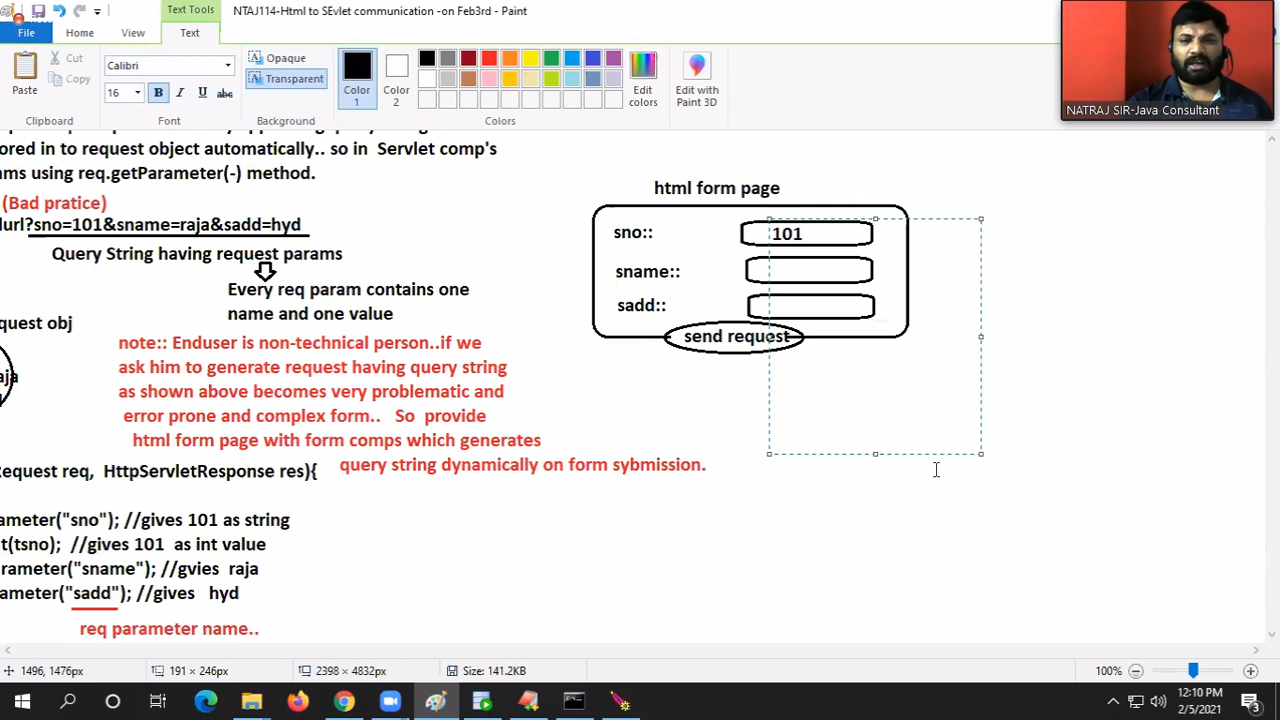 Text Tools
NTAJ114-Html to SEvlet communication -on Feb3rd - Paint
File
Home
View
Text
Paste
Cut
Copy
Clipboard
Calibri
16
B I U abc
Font
Opaque
Transparent
Background
Color 1
Color 2
Colors
Edit colors
Edit with Paint 3D
NATRAJ SIR-Java Consultant
ored in to request object automatically.. so in Servlet comp's
ms using req.getParameter(-) method.
(Bad pratice)
url?sno=101&sname=raja&sadd=hyd
Query String having request params
Every req param contains one
name and one value
quest obj
aja
note:: Enduser is non-technical person..if we
ask him to generate request having query string
as shown above becomes very problematic and
error prone and complex form.. So provide
html form page with form comps which generates
query string dynamically on form sybmission.
Request req, HttpServletResponse res){
ameter("sno"); //gives 101 as string
t(tsno); //gives 101 as int value
rameter("sname"); //gvies raja
ameter("sadd"); //gives hyd
req parameter name..
html form page
sno:: 101
sname::
sadd::
send request
1496, 1476px
191 × 246px
2398 × 4832px
Size: 141.2KB
100%
12:10 PM
2/5/2021
3